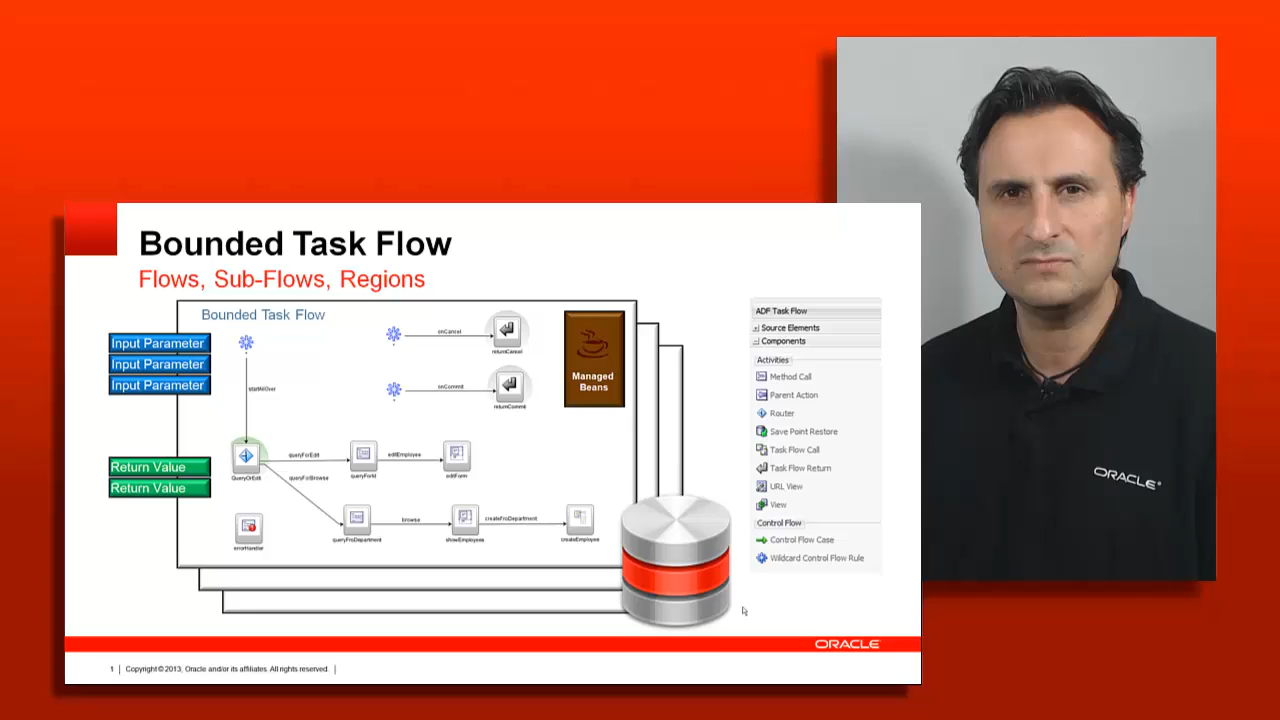 Bounded Task Flow
Flows, Sub-Flows, Regions
Bounded Task Flow
Input Parameter
Input Parameter
Input Parameter
Return Value
Return Value
onCancel
returnCancel
onCommit
returnCommit
Managed
Beans
startAllOver
QueryOrEdit
queryForEdit
queryForId
editEmployee
editForm
queryForBrowse
queryFroDepartment
browse
showEmployees
createFroDepartment
createEmployee
errorHandler
ADF Task Flow
Source Elements
Components
Activities
Method Call
Parent Action
Router
Save Point Restore
Task Flow Call
Task Flow Return
URL View
View
Control Flow
Control Flow Case
Wildcard Control Flow Rule
ORACLE
1 | Copyright © 2013, Oracle and/or its affiliates. All rights reserved. |
ORACLE®